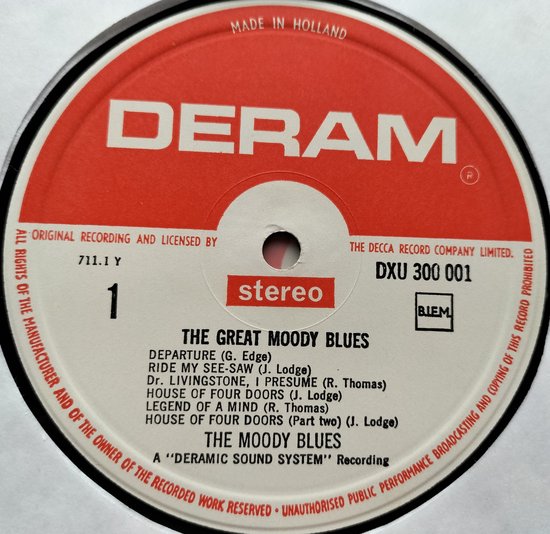 MADE IN HOLLAND
DERAM
®
ORIGINAL RECORDING AND LICENSED BY
THE DECCA RECORD COMPANY LIMITED.
711.1 Y
DXU 300 001
1
stereo
B.I.E.M.
THE GREAT MOODY BLUES
DEPARTURE (G. Edge)
RIDE MY SEE-SAW (J. Lodge)
Dr. LIVINGSTONE, I PRESUME (R. Thomas)
HOUSE OF FOUR DOORS (J. Lodge)
LEGEND OF A MIND (R. Thomas)
HOUSE OF FOUR DOORS (Part two) (J. Lodge)
THE MOODY BLUES
A "DERAMIC SOUND SYSTEM" Recording
ALL RIGHTS OF THE MANUFACTURER AND OF THE OWNER OF THE RECORDED WORK RESERVED • UNAUTHORISED PUBLIC PERFORMANCE BROADCASTING AND COPYING OF THIS RECORD PROHIBITED